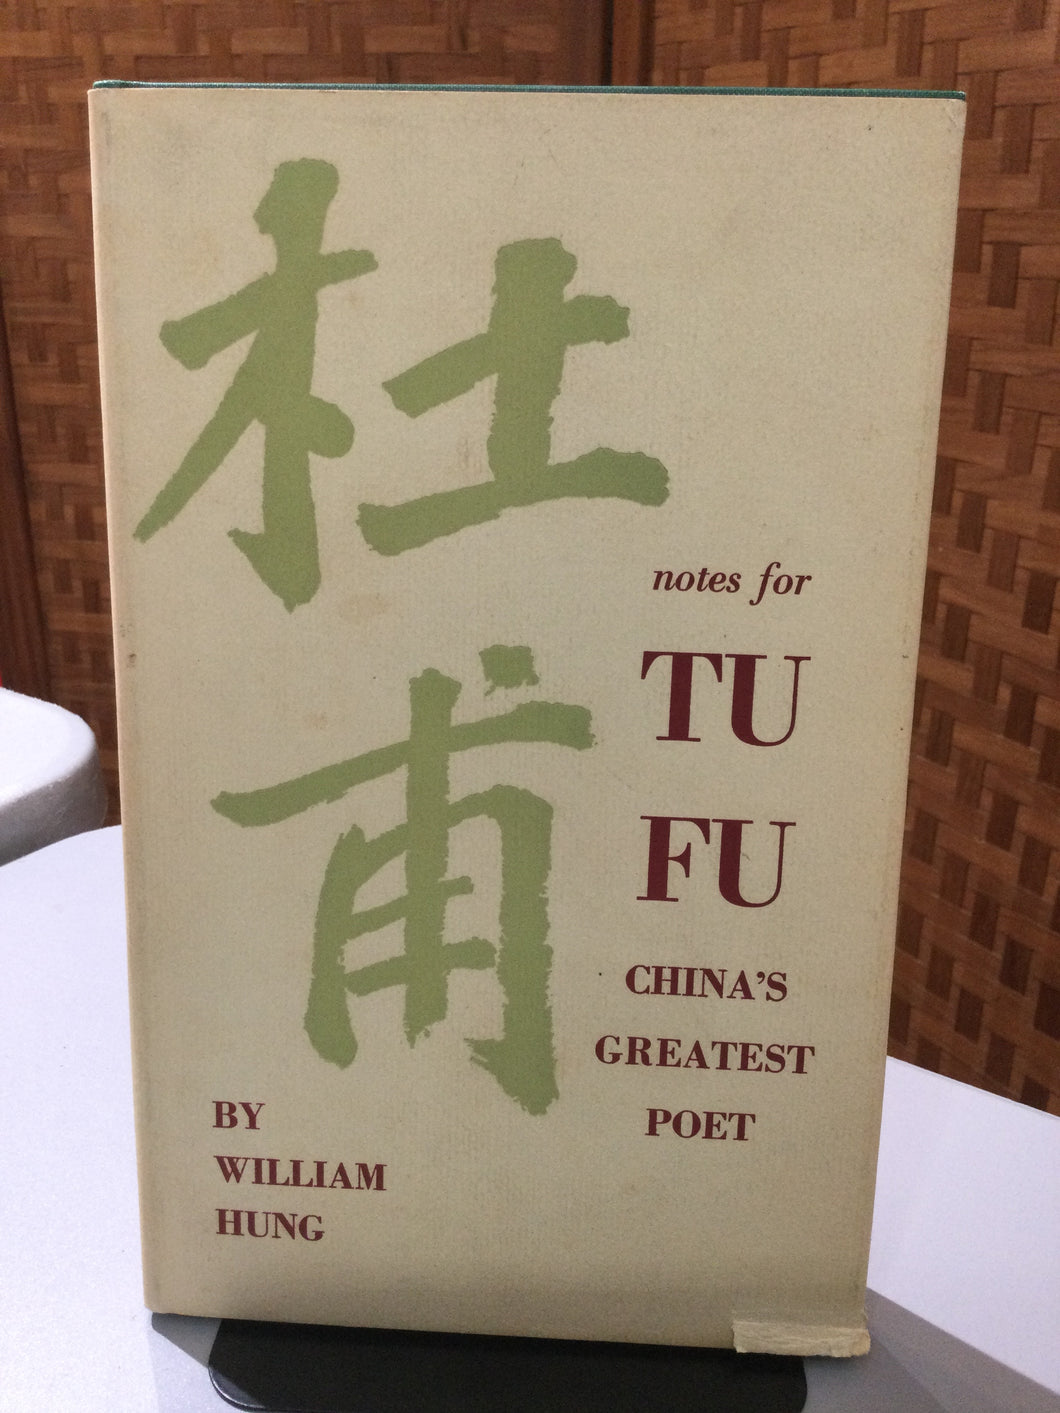 杜
甫
notes for
TU
FU
CHINA'S
GREATEST
POET
BY
WILLIAM
HUNG